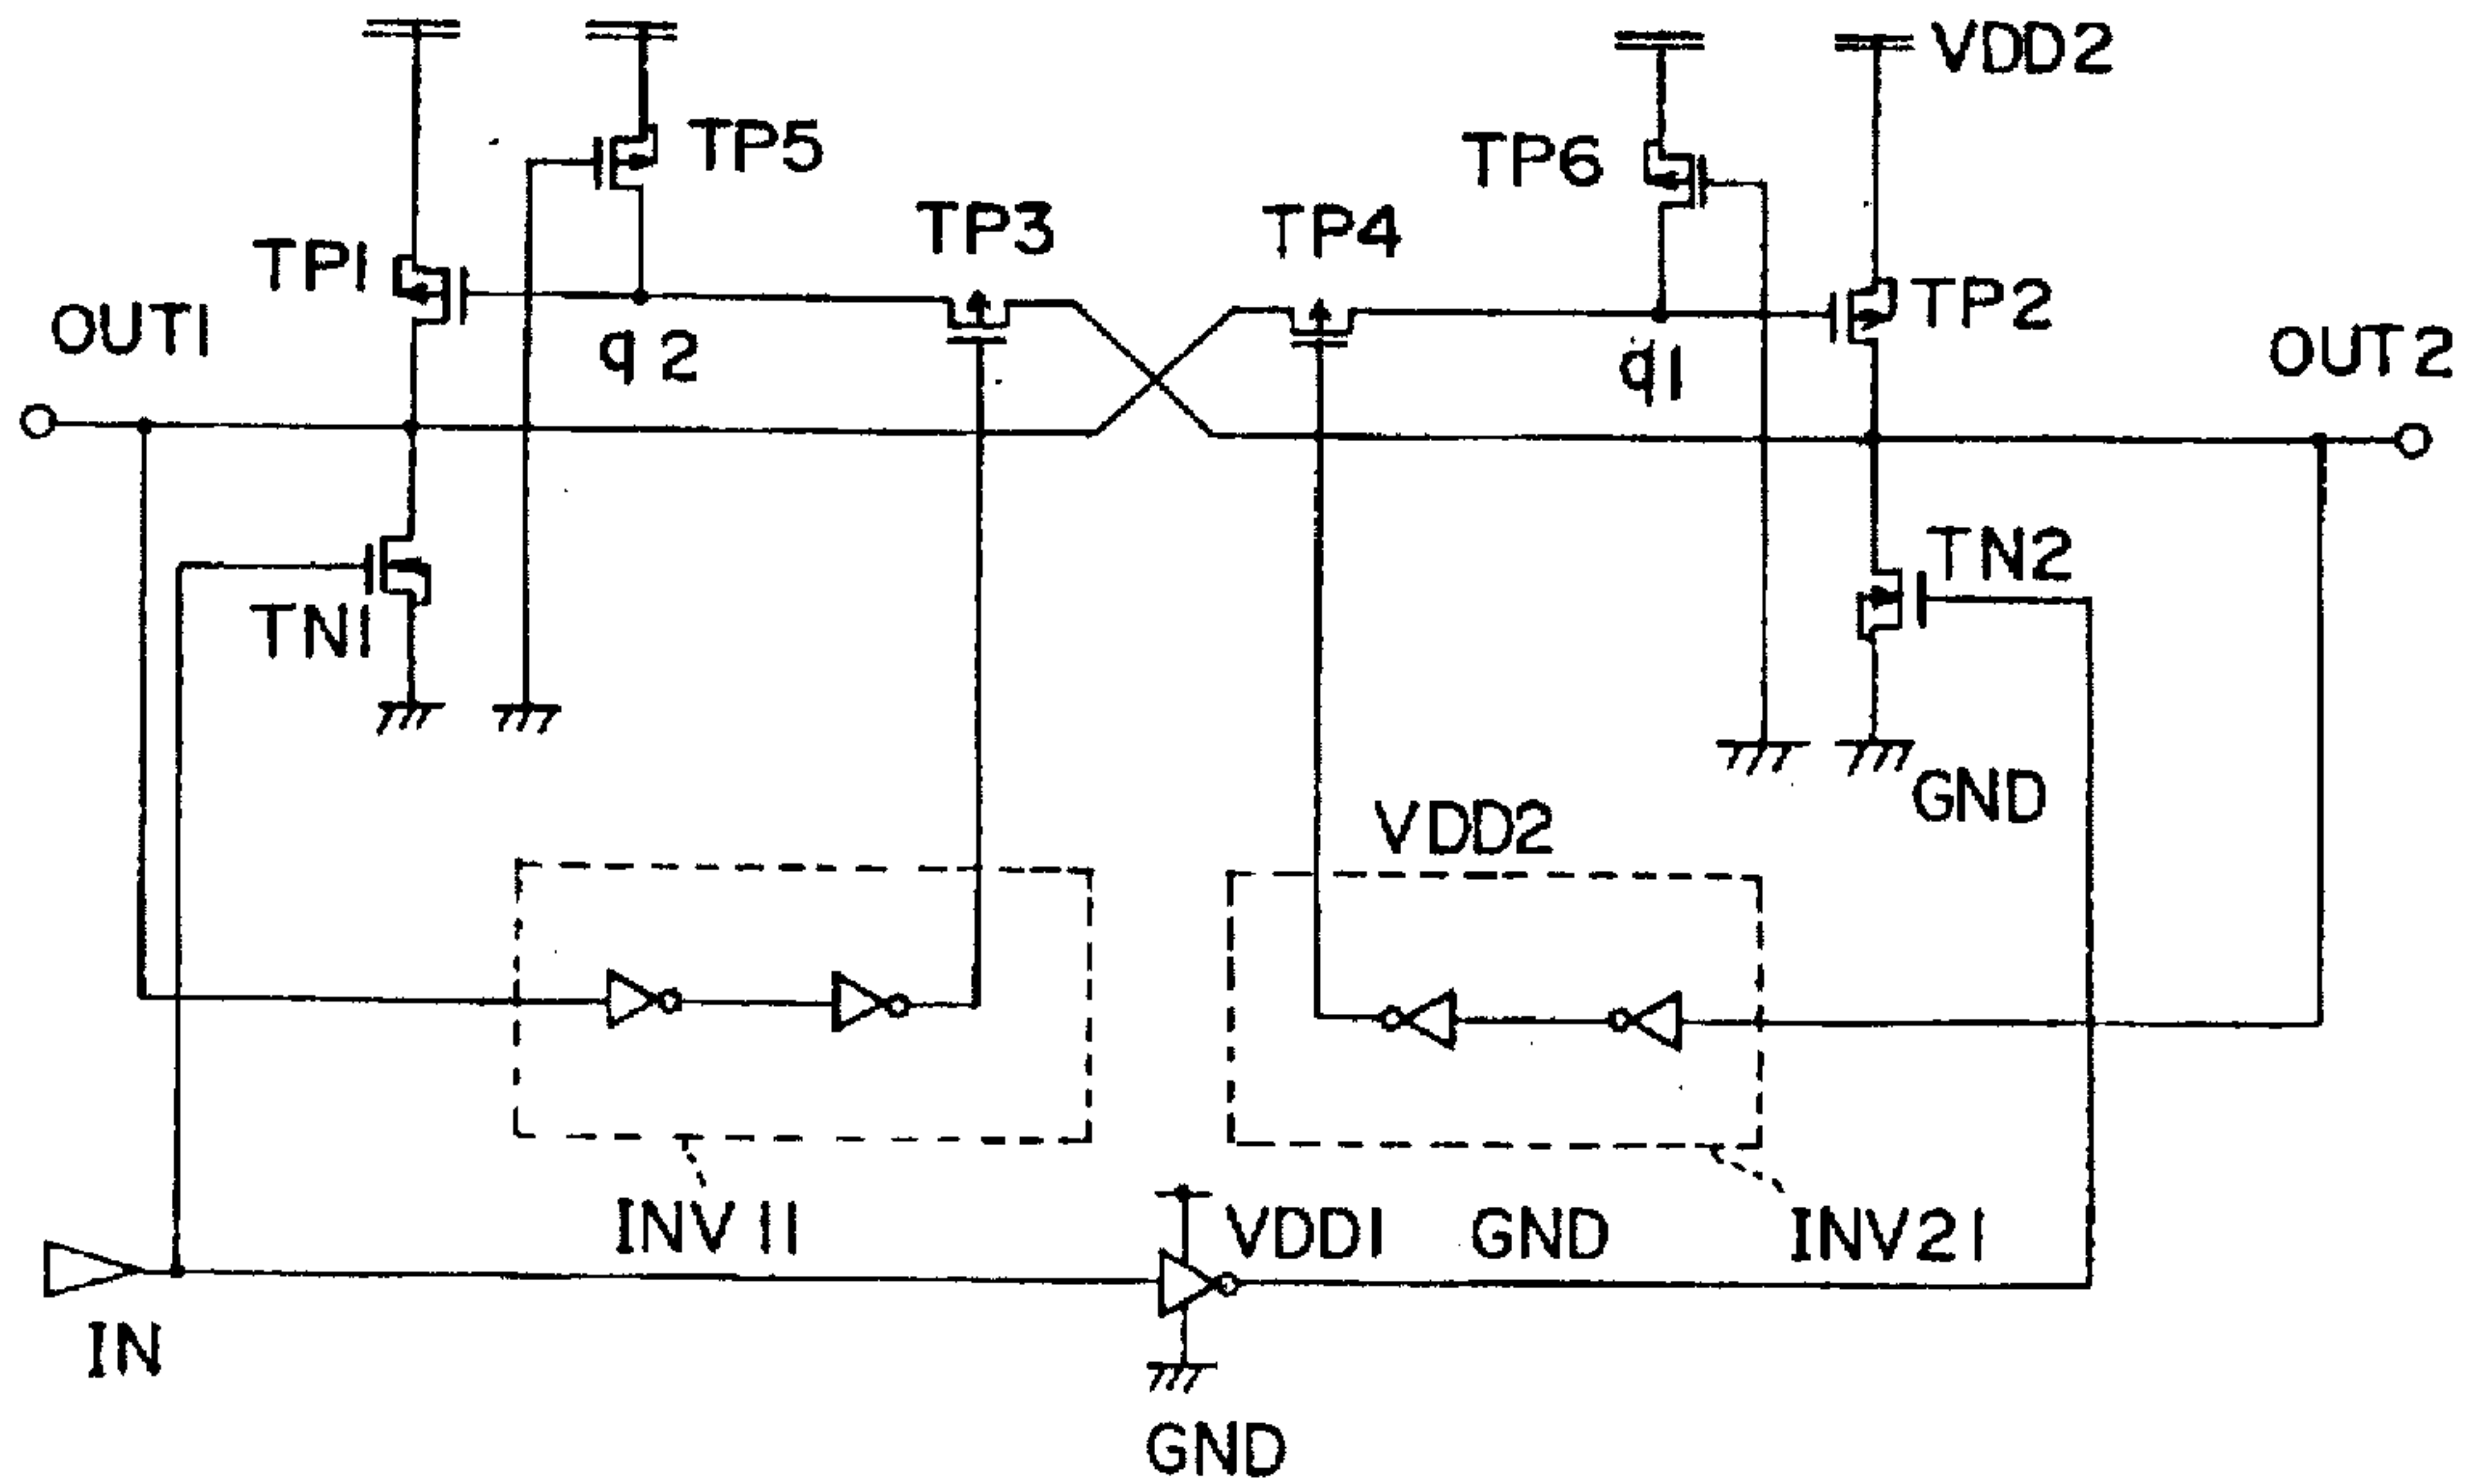 VDD2
TP5
TP6
TP3
TP4
TP1
TP2
OUT1
q2
q1
OUT2
TN2
TN1
GND
VDD2
INV11
VDD1
GND
INV21
IN
GND